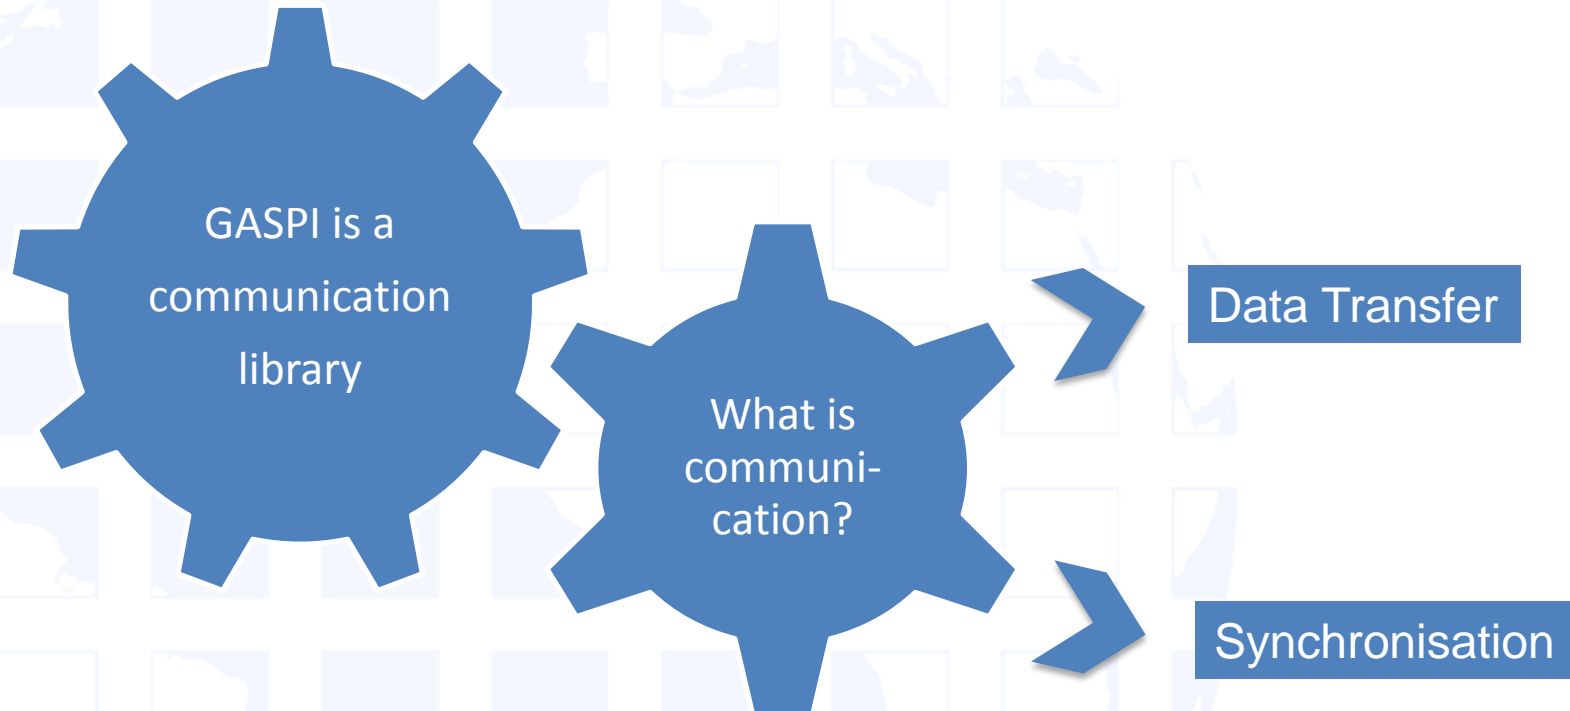 GASPI is a
communication
library
What is
communi-
cation?
Data Transfer
Synchronisation